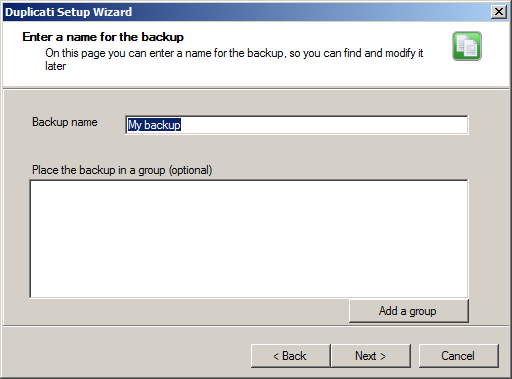 Duplicati Setup Wizard
Enter a name for the backup
On this page you can enter a name for the backup, so you can find and modify it
later
Backup name
My backup
Place the backup in a group (optional)
Add a group
< Back
Next >
Cancel